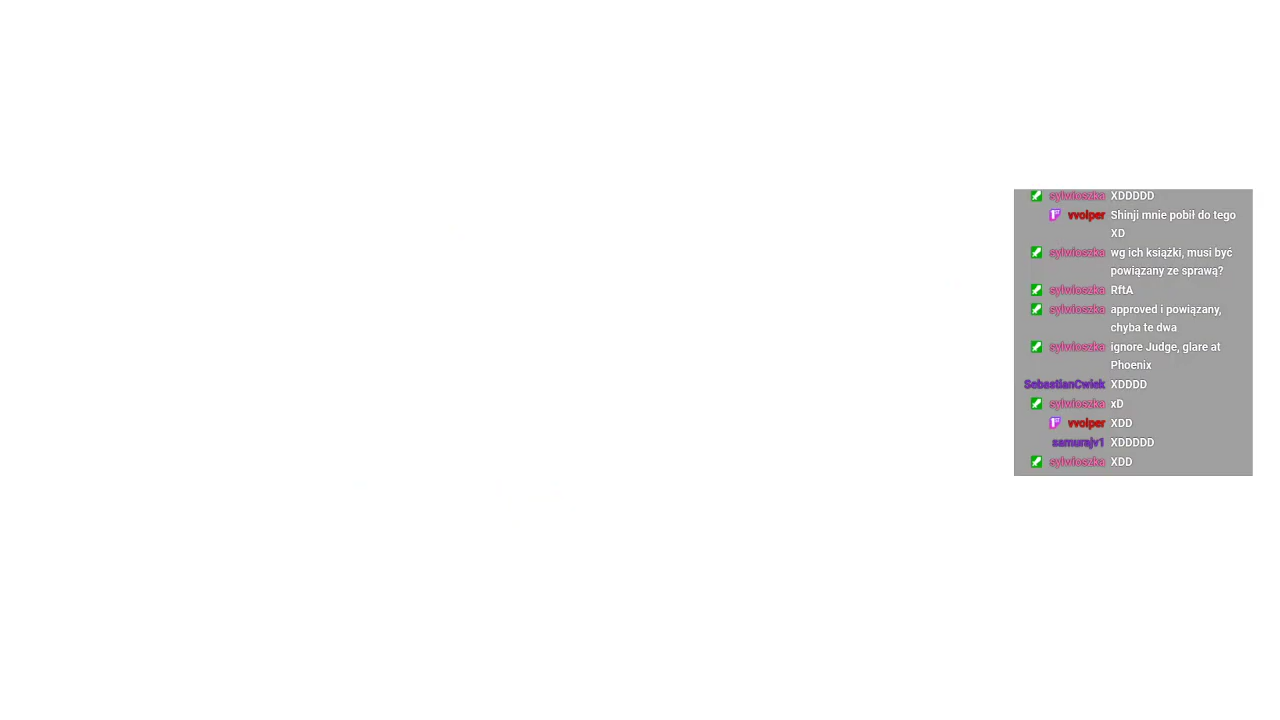 sylwioszka XDDDDD
vvolper Shinji mnie pobił do tego
XD
sylwioszka wg ich książki, musi być
powiązany ze sprawą?
sylwioszka RftA
sylwioszka approved i powiązany,
chyba te dwa
sylwioszka ignore Judge, glare at
Phoenix
SebastianCwiek XDDDD
sylwioszka xD
vvolper XDD
samurajv1 XDDDDD
sylwioszka XDD